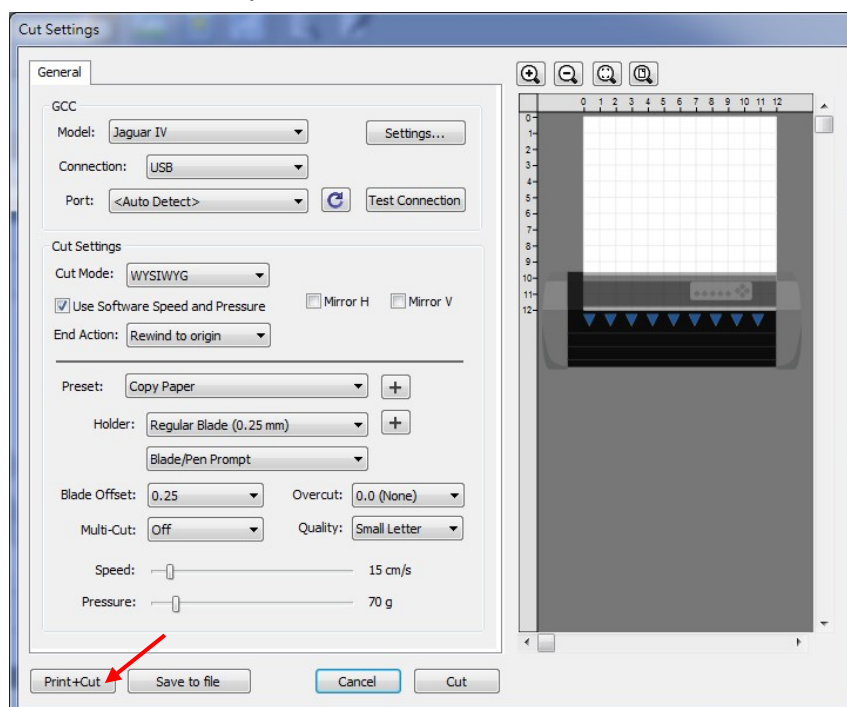 Cut Settings
General
GCC
Model: Jaguar IV Settings...
Connection: USB
Port: <Auto Detect> Test Connection
Cut Settings
Cut Mode: WYSIWYG
Use Software Speed and Pressure Mirror H Mirror V
End Action: Rewind to origin
Preset: Copy Paper +
Holder: Regular Blade (0.25 mm) +
Blade/Pen Prompt
Blade Offset: 0.25 Overcut: 0.0 (None)
Multi-Cut: Off Quality: Small Letter
Speed: 15 cm/s
Pressure: 70 g
Print+Cut Save to file Cancel Cut
0 1 2 3 4 5 6 7 8 9 10 11 12
0
1
2
3
4
5
6
7
8
9
10
11
12